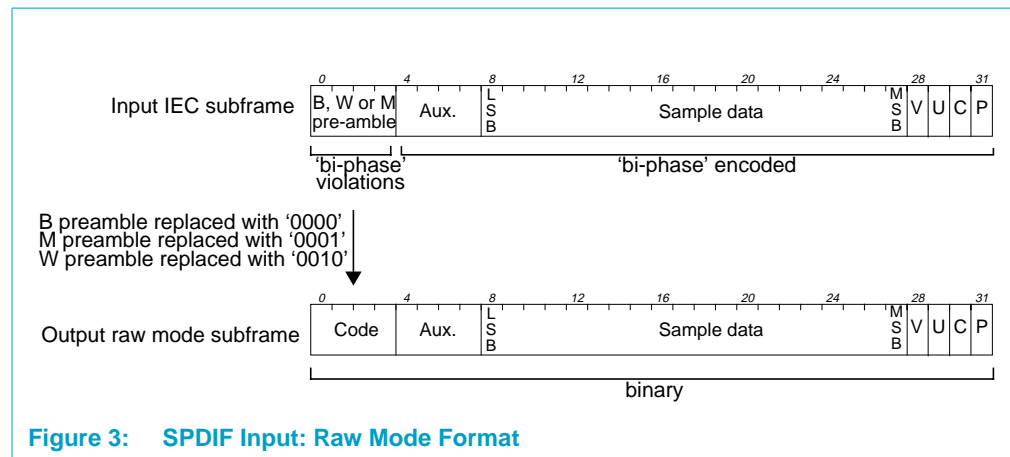 0 4 8 12 16 20 24 28 31
Input IEC subframe
B, W or M
pre-amble
Aux.
L
S
B
Sample data
M
S
B
V U C P
‘bi-phase’
violations
‘bi-phase’ encoded
B preamble replaced with ‘0000’
M preamble replaced with ‘0001’
W preamble replaced with ‘0010’
0 4 8 12 16 20 24 28 31
Output raw mode subframe
Code
Aux.
L
S
B
Sample data
M
S
B
V U C P
binary
Figure 3: SPDIF Input: Raw Mode Format